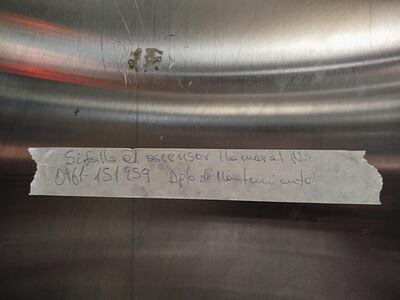 Si falla el ascensor llamar al No
0961-151959 Dpto de Mantenimiento